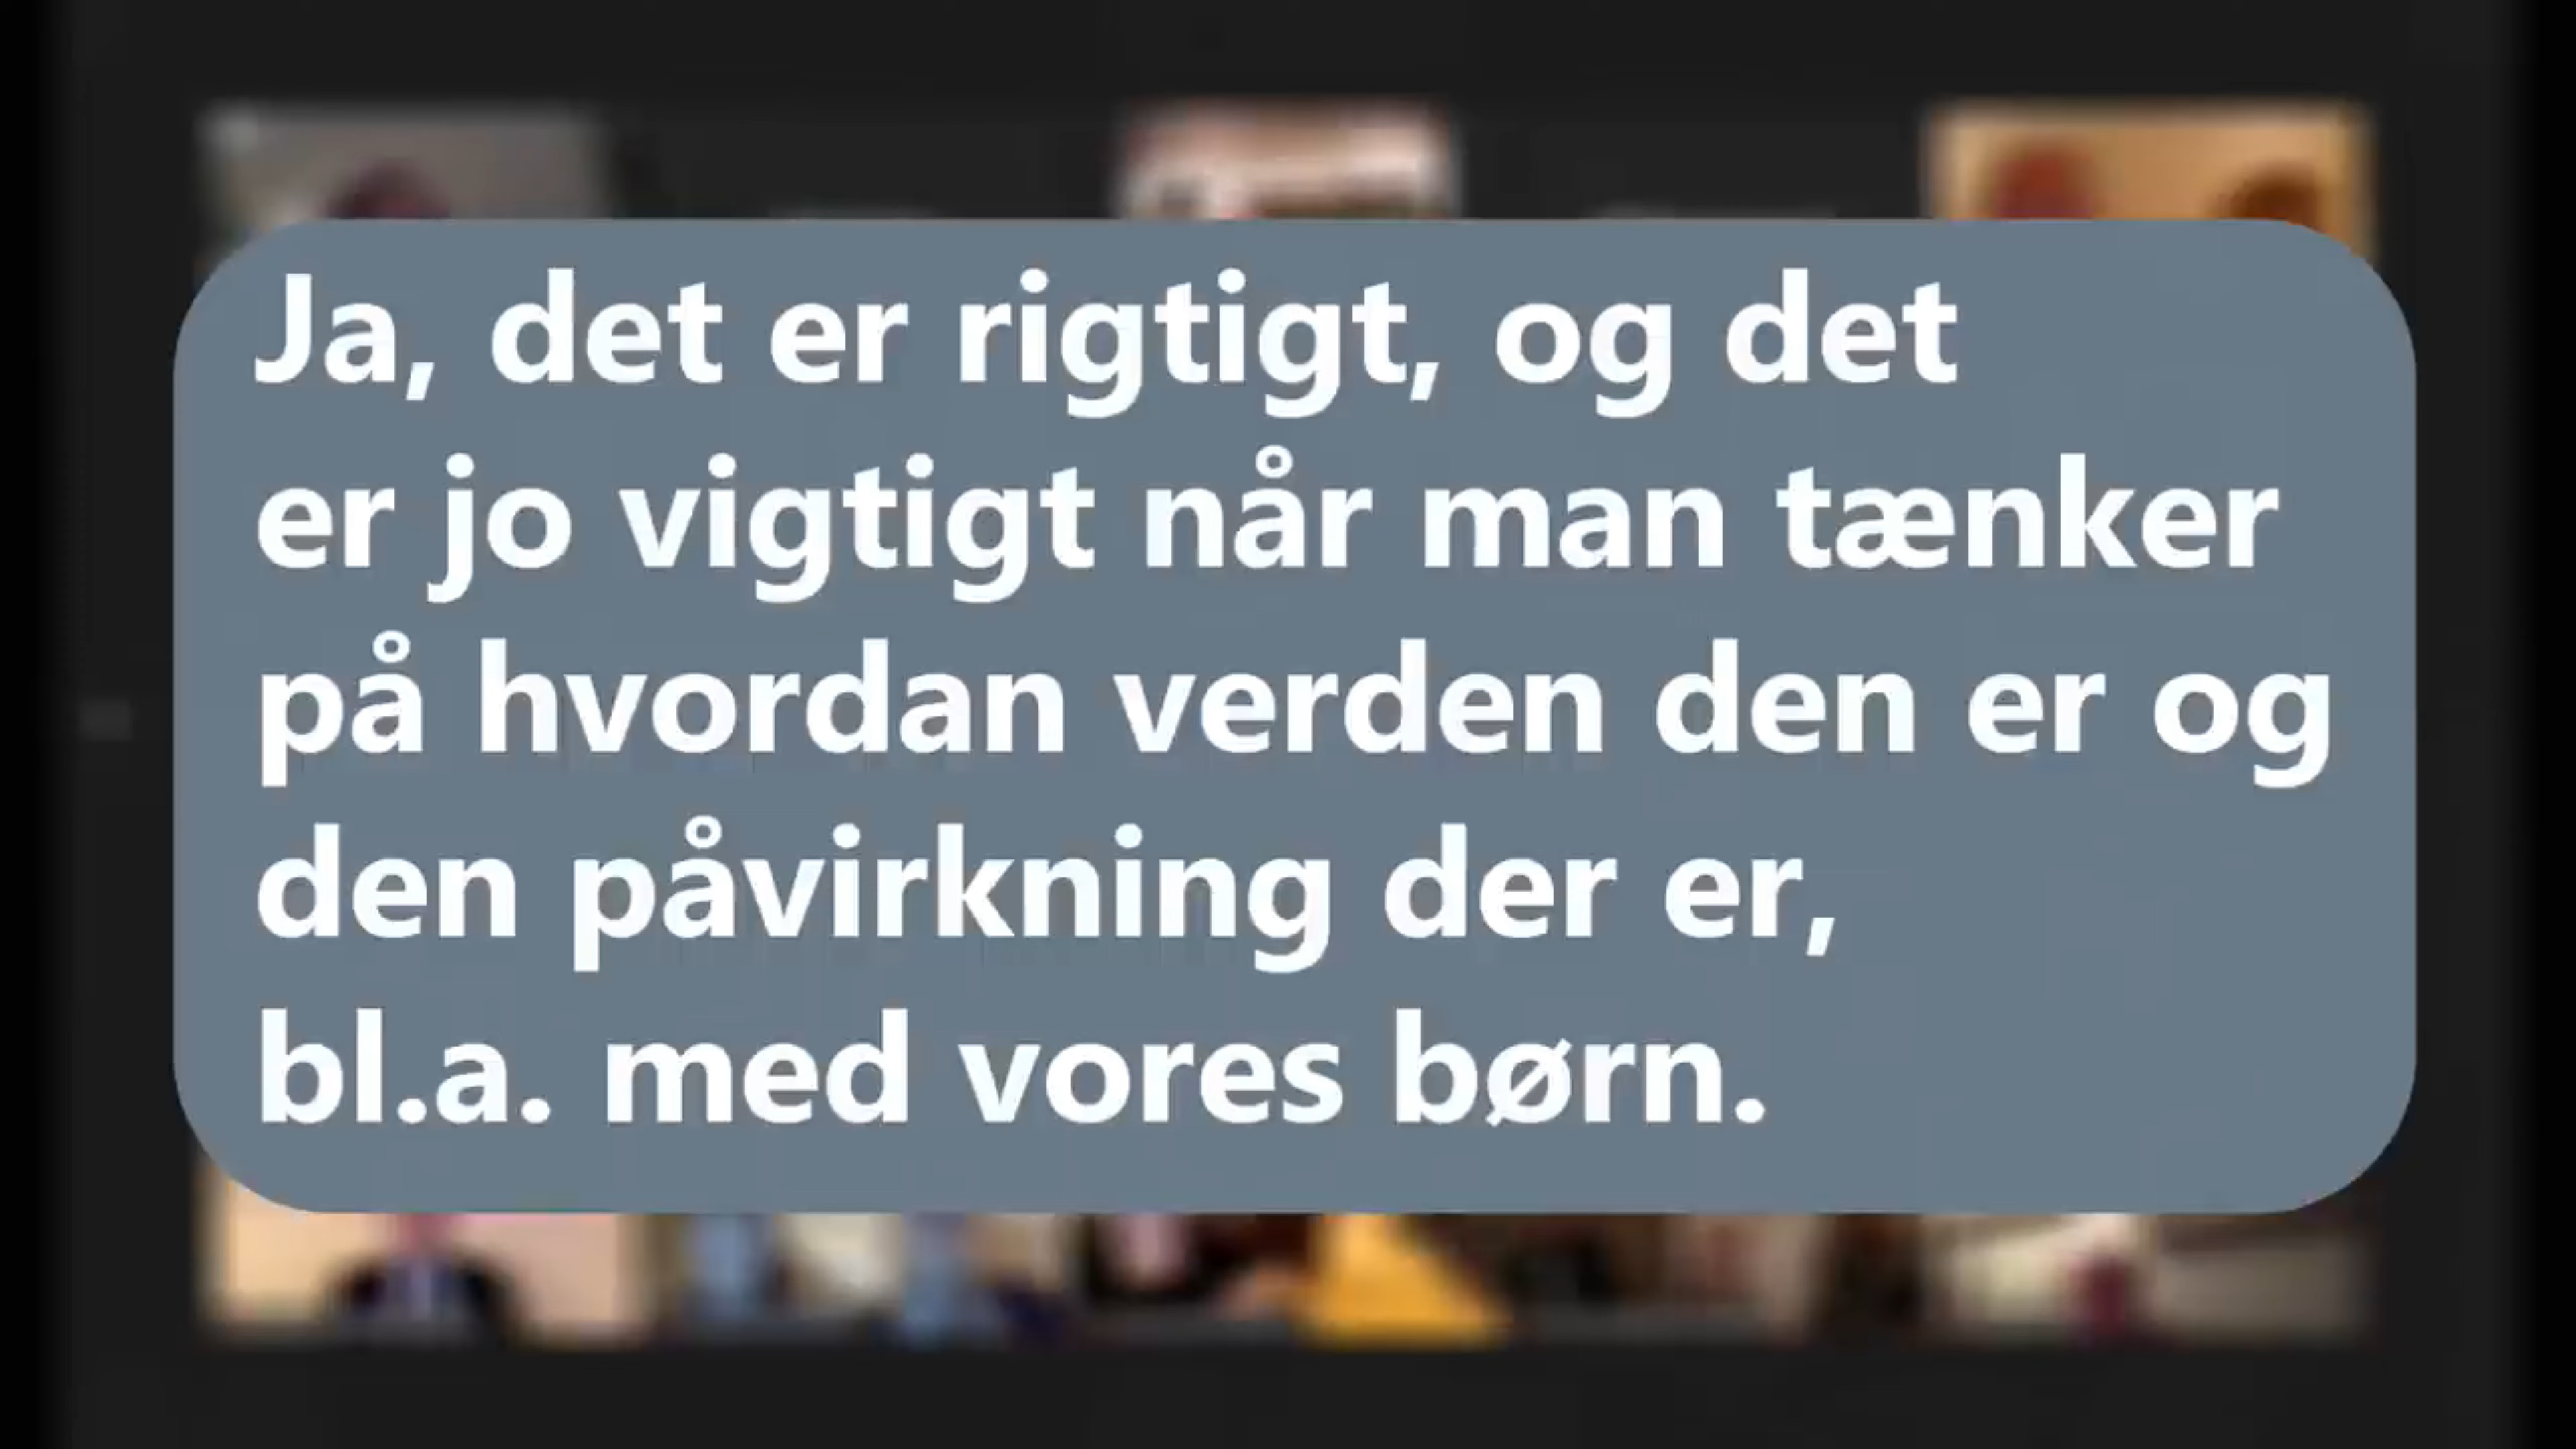 Ja, det er rigtigt, og det
er jo vigtigt når man tænker
på hvordan verden den er og
den påvirkning der er,
bl.a. med vores børn.